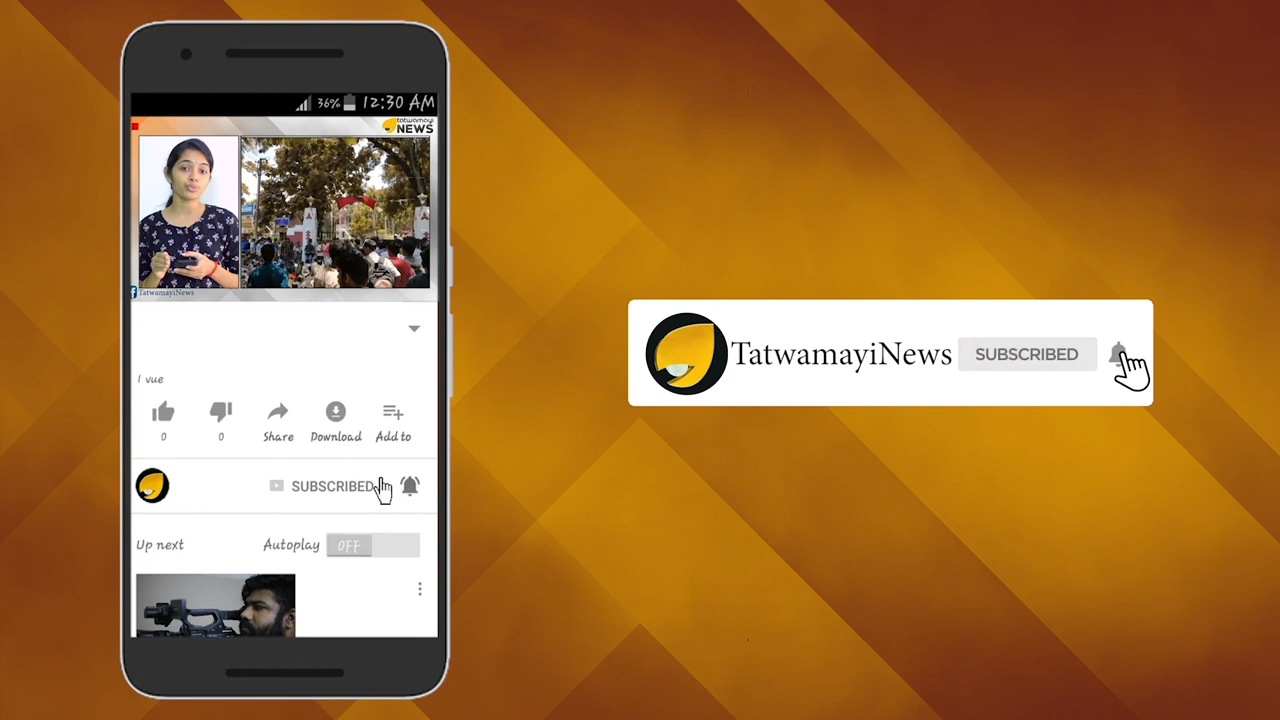 36%
12:30 AM
tatwamayi
NEWS
f TatwamayiNews
1 vue
0
0
Share
Download
Add to
SUBSCRIBED
Up next
Autoplay
OFF
TatwamayiNews
SUBSCRIBED